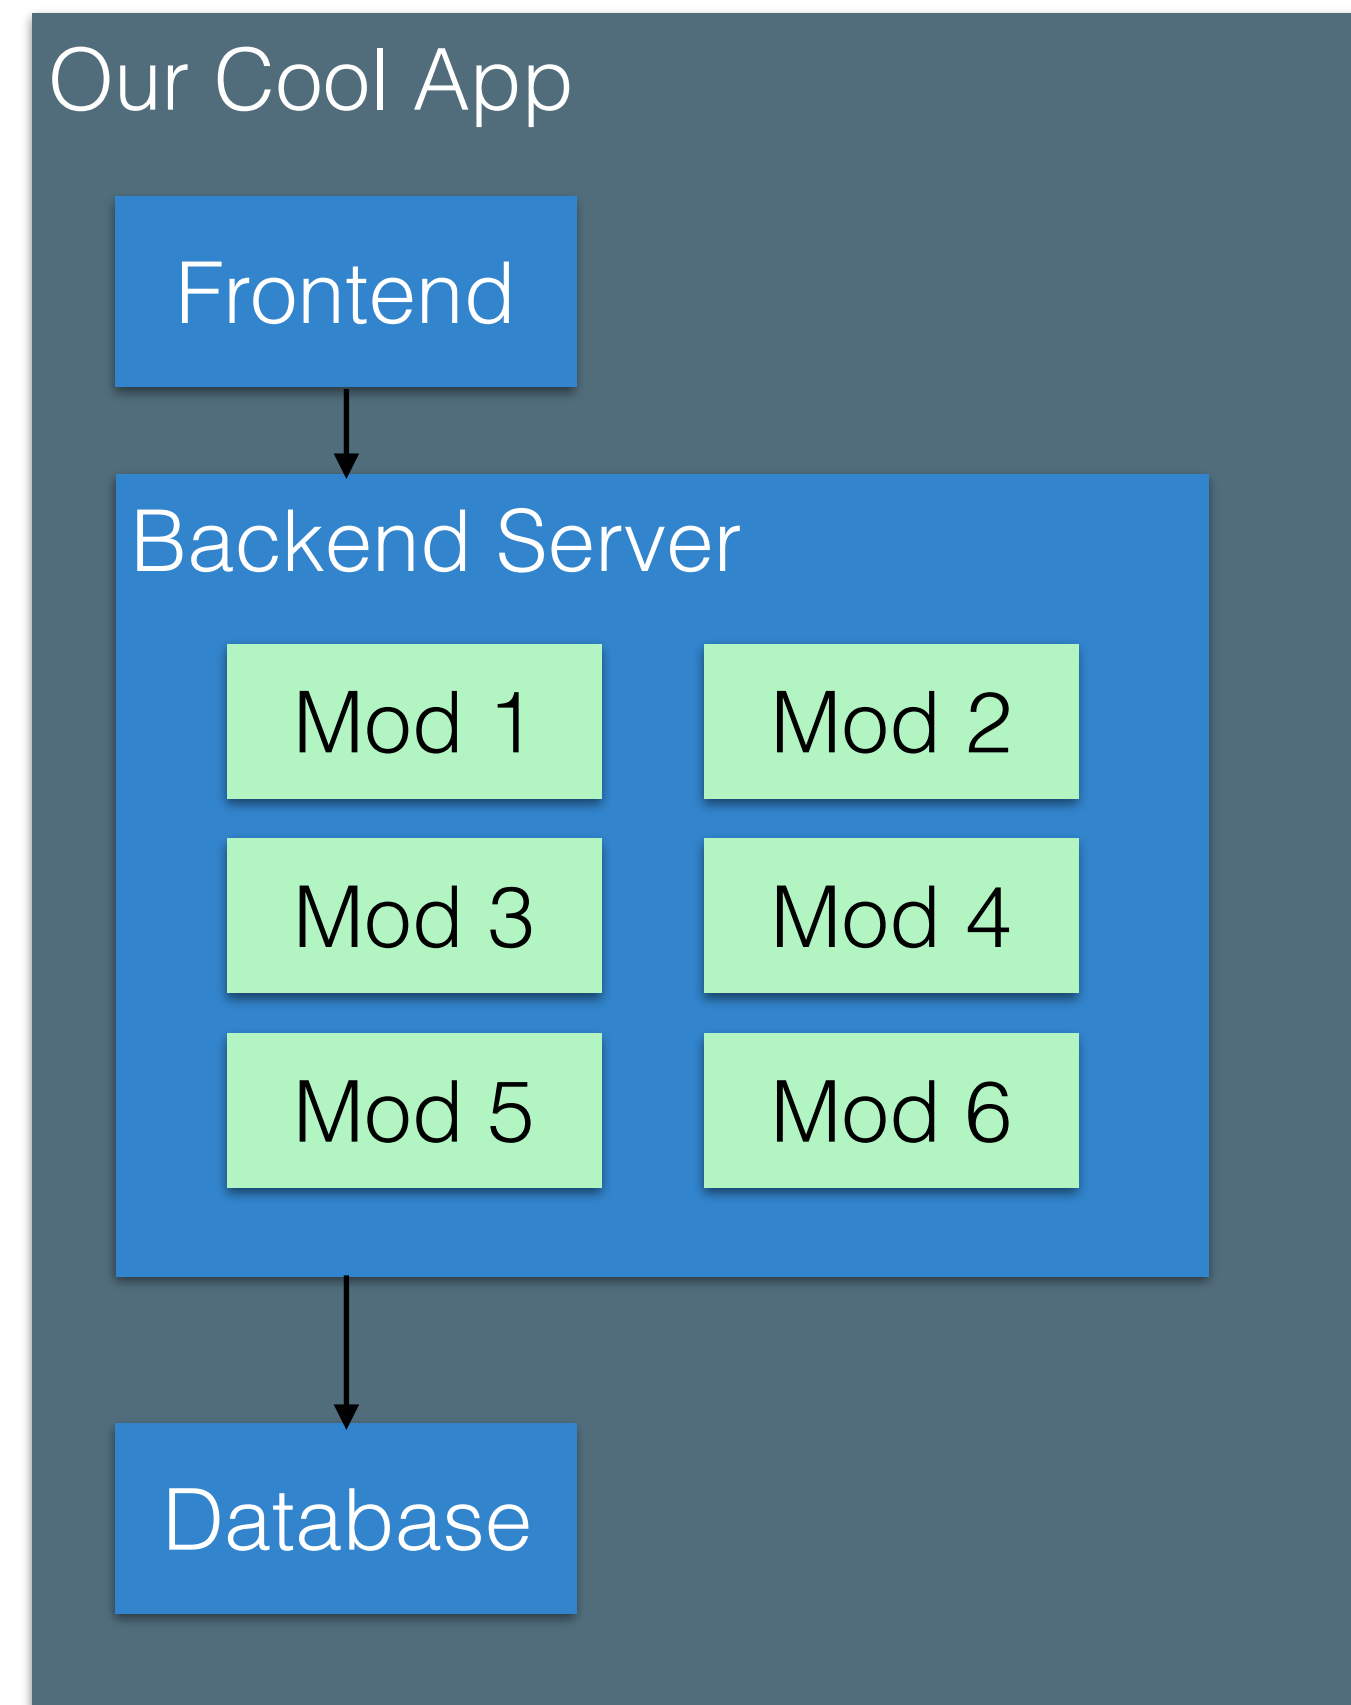 Our Cool App
Frontend
Backend Server
Mod 1
Mod 2
Mod 3
Mod 4
Mod 5
Mod 6
Database